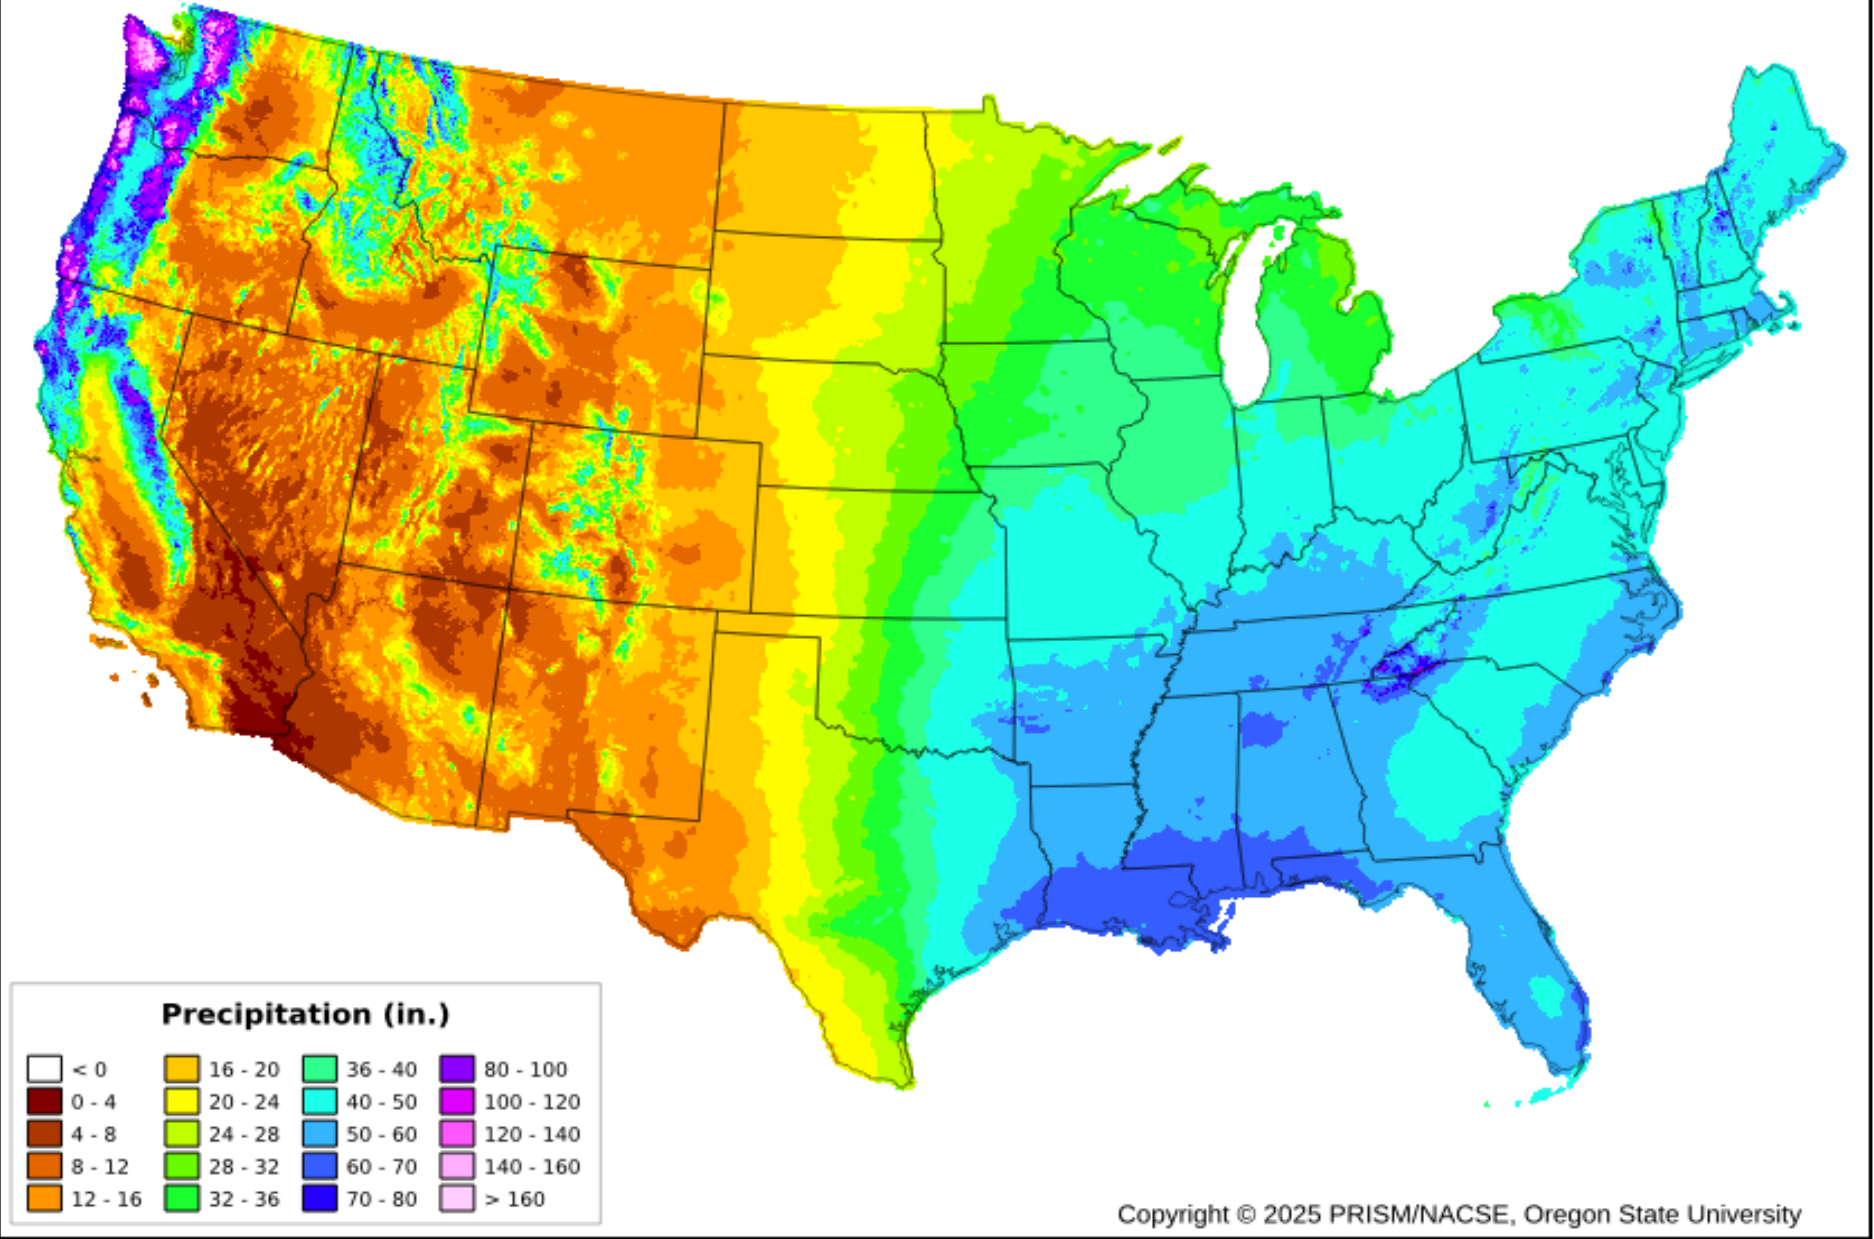 Precipitation (in.)
< 0
0 - 4
4 - 8
8 - 12
12 - 16
16 - 20
20 - 24
24 - 28
28 - 32
32 - 36
36 - 40
40 - 50
50 - 60
60 - 70
70 - 80
80 - 100
100 - 120
120 - 140
140 - 160
> 160
Copyright © 2025 PRISM/NACSE, Oregon State University